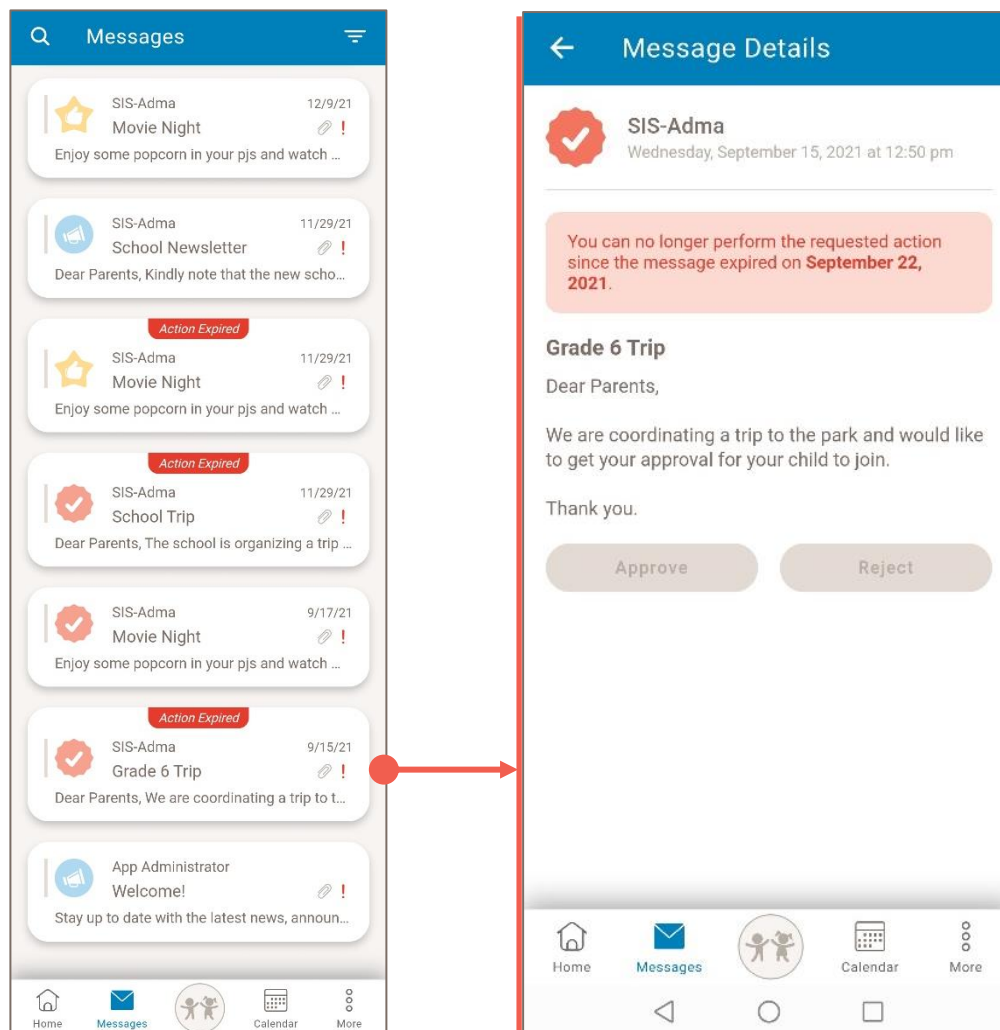 Messages
SIS-Adma 12/9/21
Movie Night !
Enjoy some popcorn in your pjs and watch ...
SIS-Adma 11/29/21
School Newsletter !
Dear Parents, Kindly note that the new scho...
Action Expired
SIS-Adma 11/29/21
Movie Night !
Enjoy some popcorn in your pjs and watch ...
Action Expired
SIS-Adma 11/29/21
School Trip !
Dear Parents, The school is organizing a trip ...
SIS-Adma 9/17/21
Movie Night !
Enjoy some popcorn in your pjs and watch ...
Action Expired
SIS-Adma 9/15/21
Grade 6 Trip !
Dear Parents, We are coordinating a trip to t...
App Administrator
Welcome! !
Stay up to date with the latest news, announ...
Home Messages Calendar More
Message Details
SIS-Adma
Wednesday, September 15, 2021 at 12:50 pm
You can no longer perform the requested action
since the message expired on September 22,
2021.
Grade 6 Trip
Dear Parents,
We are coordinating a trip to the park and would like
to get your approval for your child to join.
Thank you.
Approve Reject
Home Messages Calendar More